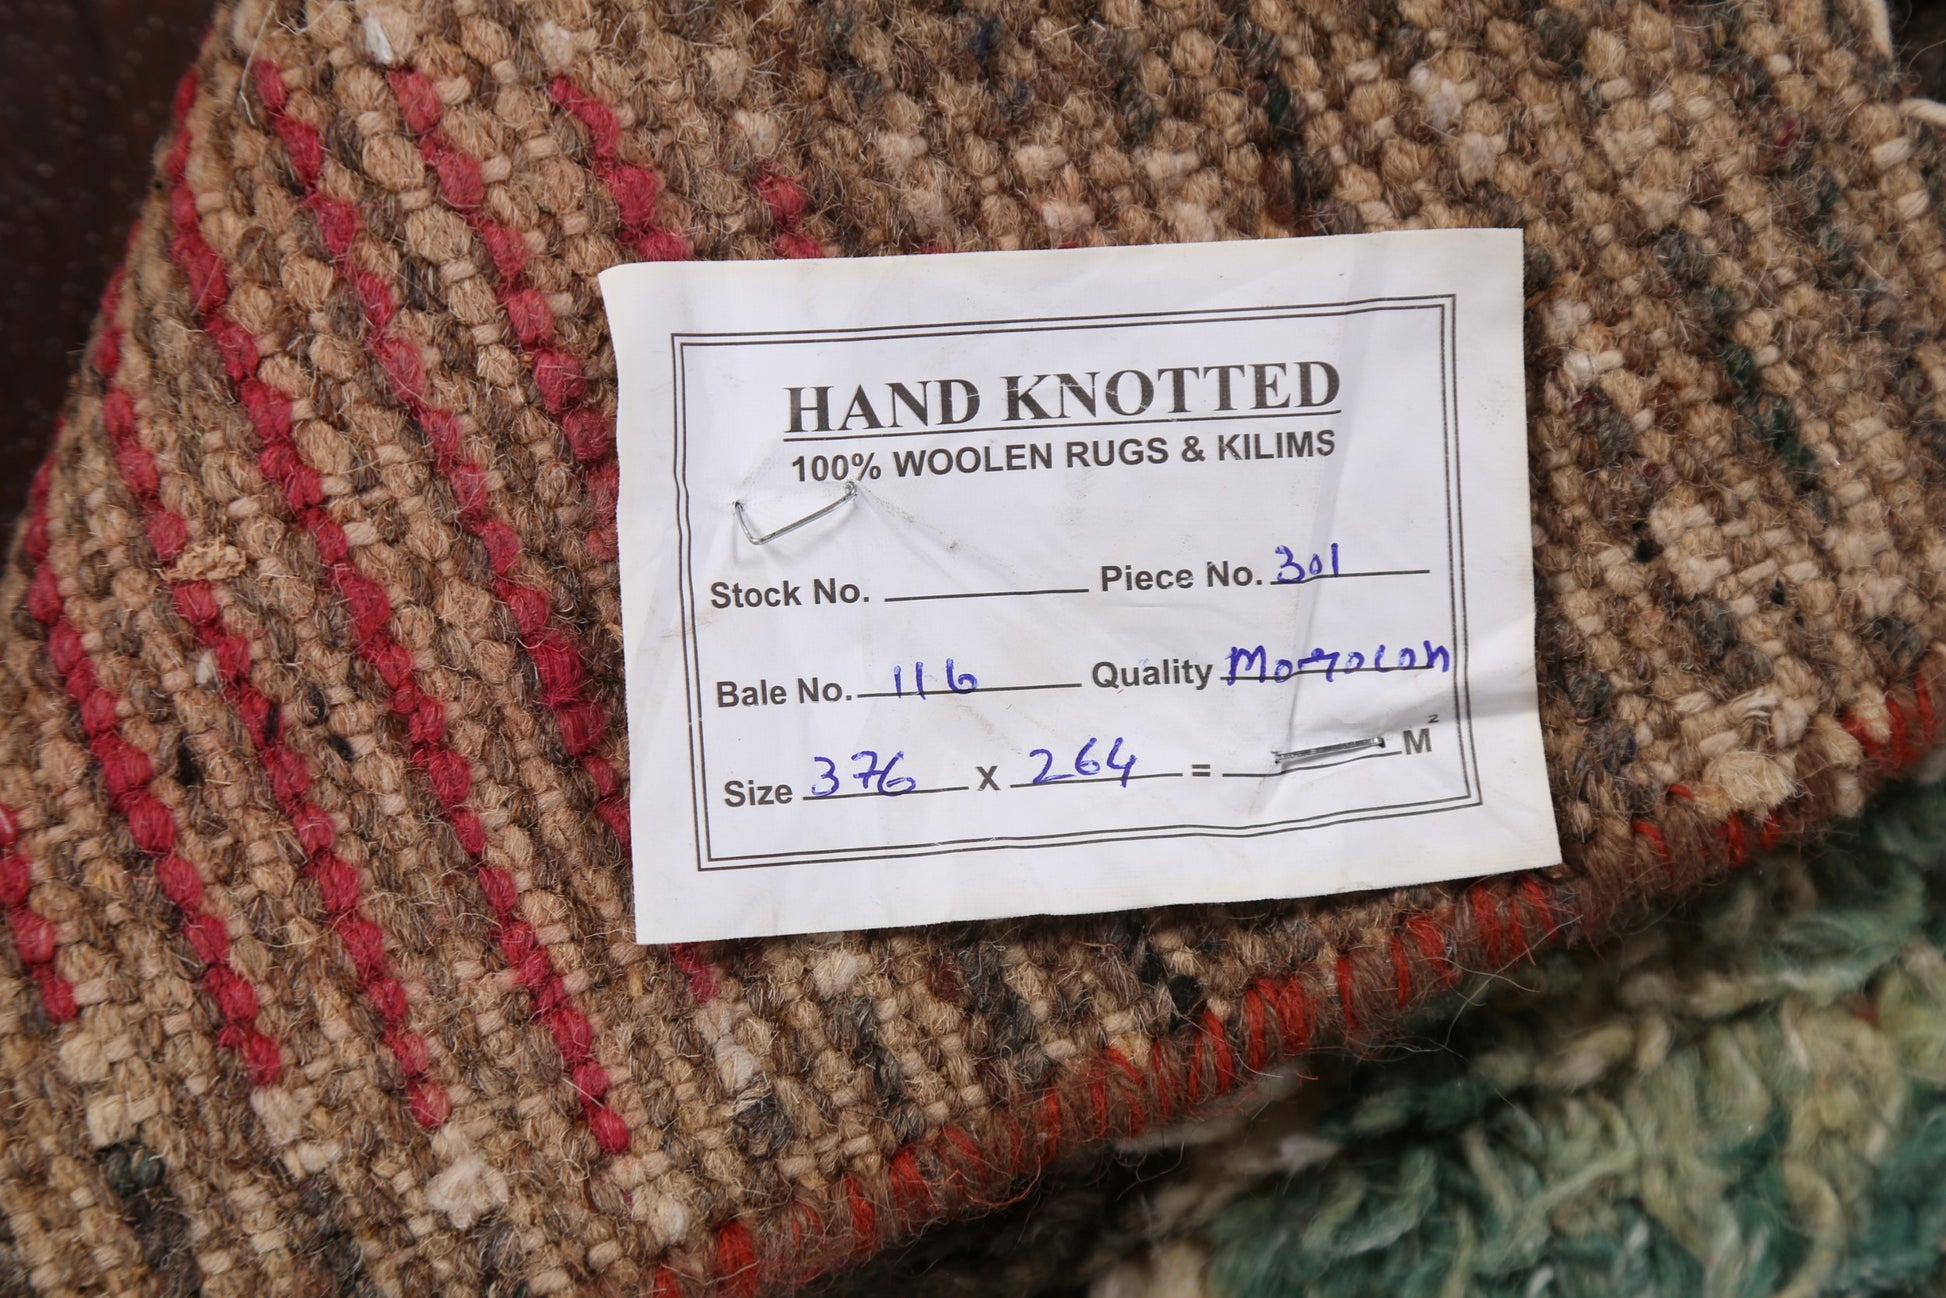 HAND KNOTTED
100% WOOLEN RUGS & KILIMS
Stock No. Piece No. 301
Bale No. 116 Quality Morrocon
Size 376 X 264 = M²